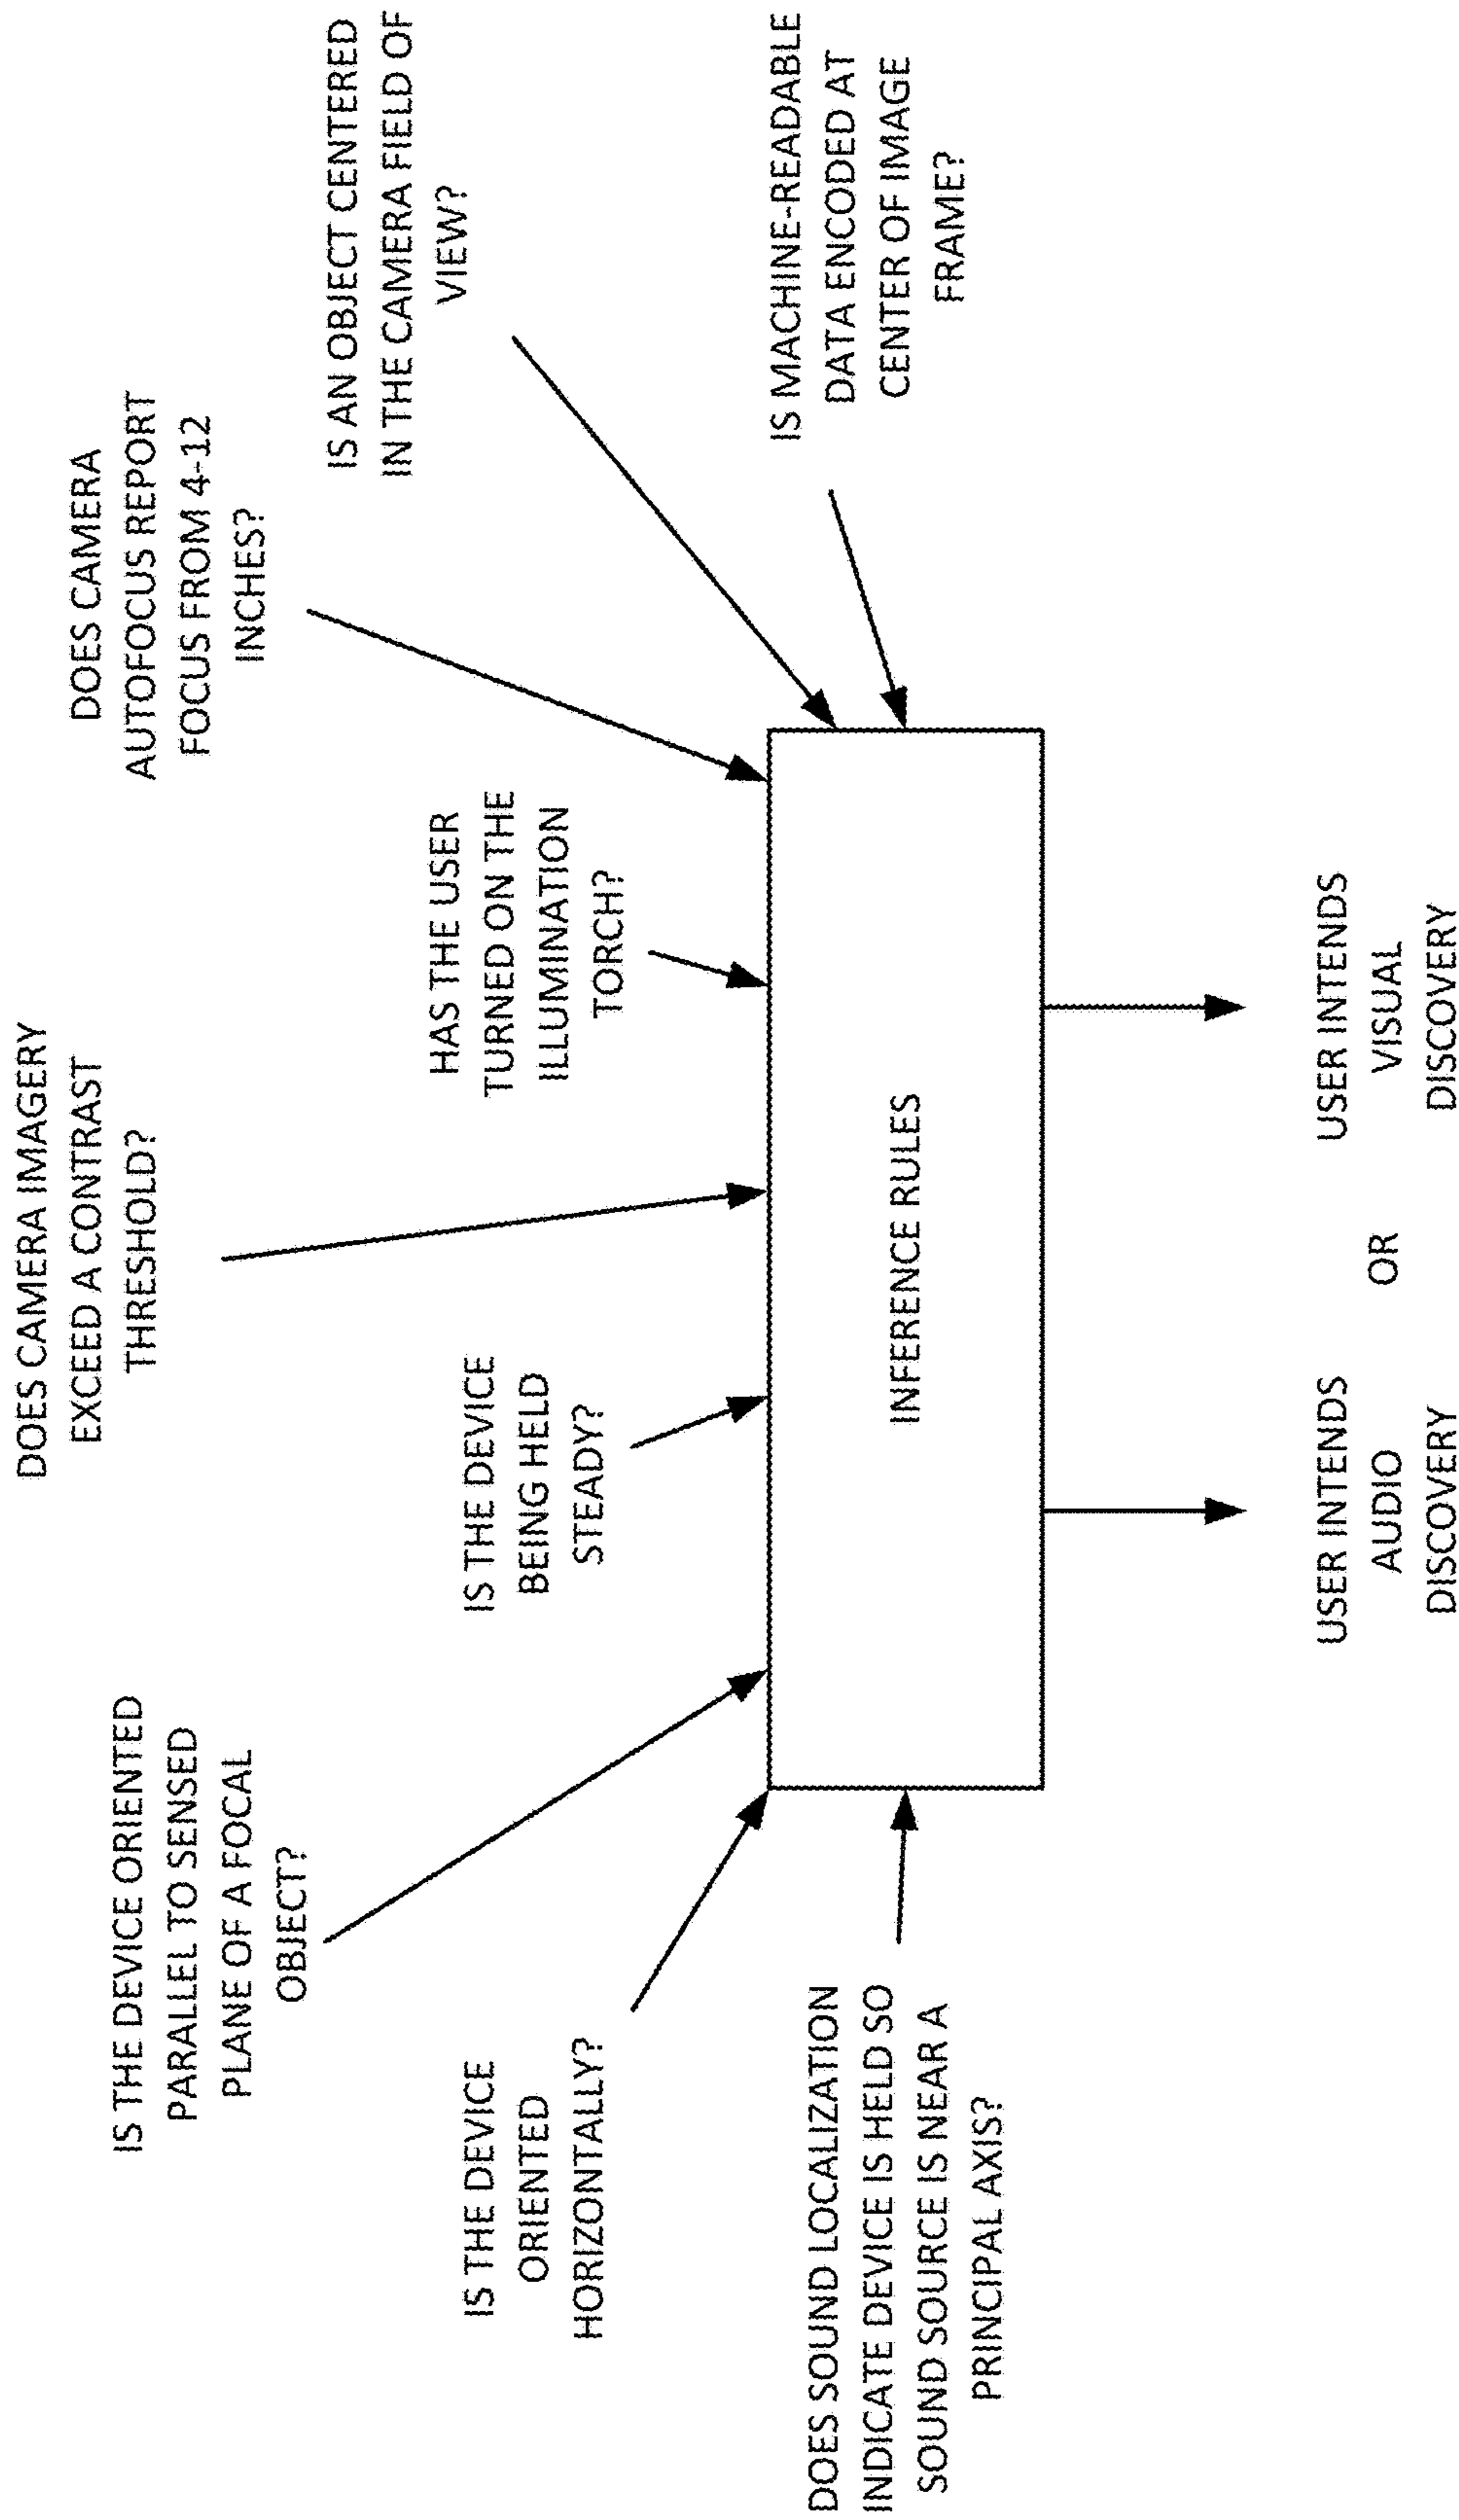 DOES CAMERA IMAGERY
EXCEED A CONTRAST
THRESHOLD?
IS THE DEVICE ORIENTED
PARALLEL TO SENSED
PLANE OF A FOCAL
OBJECT?
DOES CAMERA
AUTOFOCUS REPORT
FOCUS FROM 4-12
INCHES?
IS THE DEVICE
ORIENTED
HORIZONTALLY?
IS THE DEVICE
BEING HELD
STEADY?
HAS THE USER
TURNED ON THE
ILLUMINATION
TORCH?
IS AN OBJECT CENTERED
IN THE CAMERA FIELD OF
VIEW?
DOES SOUND LOCALIZATION
INDICATE DEVICE IS HELD SO
SOUND SOURCE IS NEAR A
PRINCIPAL AXIS?
INFERENCE RULES
IS MACHINE-READABLE
DATA ENCODED AT
CENTER OF IMAGE
FRAME?
USER INTENDS
AUDIO
DISCOVERY
OR
USER INTENDS
VISUAL
DISCOVERY